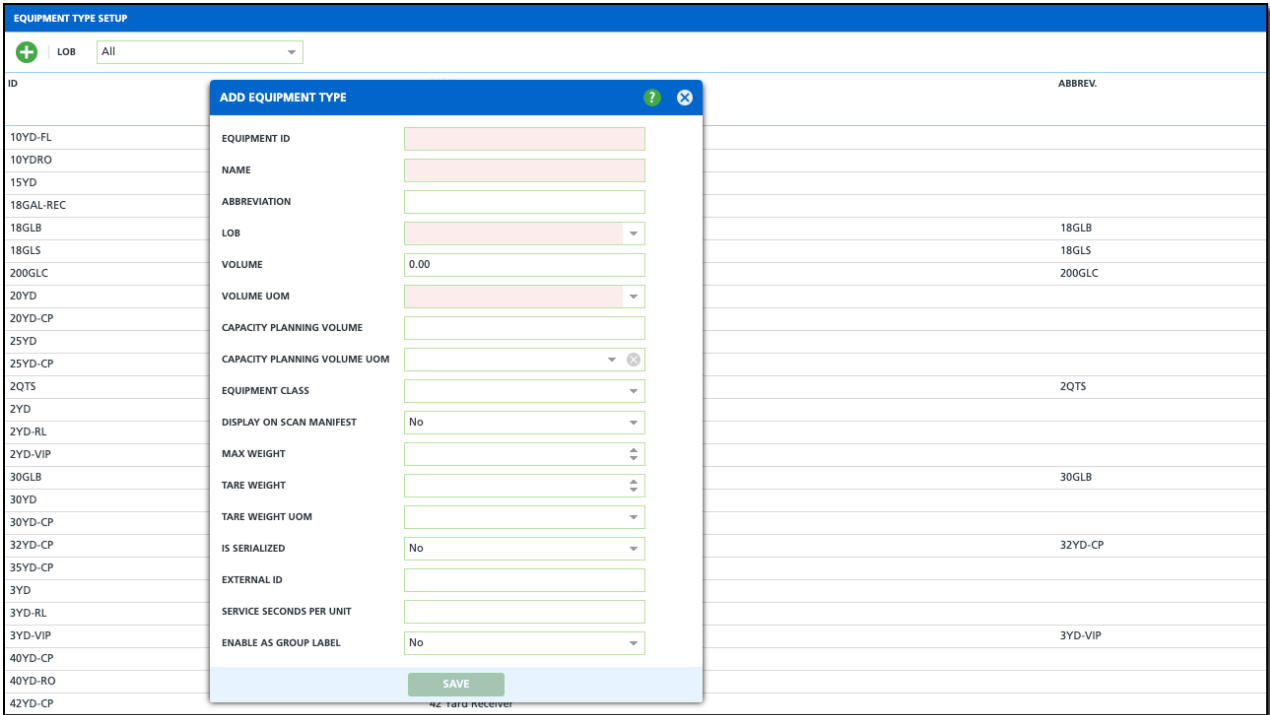 EQUIPMENT TYPE SETUP
LOB All
ID ABBREV.
ADD EQUIPMENT TYPE ?
10YD-FL EQUIPMENT ID
10YDRO NAME
15YD
18GAL-REC ABBREVIATION
18GLB LOB 18GLB
18GLS VOLUME 0.00 18GLS
200GLC 200GLC
20YD VOLUME UOM
20YD-CP CAPACITY PLANNING VOLUME
25YD
25YD-CP CAPACITY PLANNING VOLUME UOM
2QTS EQUIPMENT CLASS 2QTS
2YD DISPLAY ON SCAN MANIFEST No
2YD-RL
2YD-VIP MAX WEIGHT
30GLB TARE WEIGHT 30GLB
30YD
30YD-CP TARE WEIGHT UOM
32YD-CP IS SERIALIZED No 32YD-CP
35YD-CP
3YD EXTERNAL ID
3YD-RL SERVICE SECONDS PER UNIT
3YD-VIP ENABLE AS GROUP LABEL No 3YD-VIP
40YD-CP
40YD-RO SAVE
42YD-CP 42 Yard Receiver